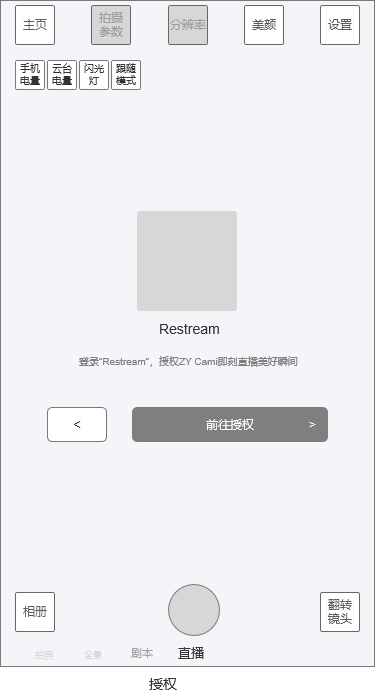 主页
拍摄
参数
分辨率
美颜
设置
手机
电量
云台
电量
闪光
灯
跟随
模式
Restream
登录“Restream”，授权ZY Cami即刻直播美好瞬间
<
前往授权 >
相册
翻转
镜头
拍照 全景 剧本 直播
授权